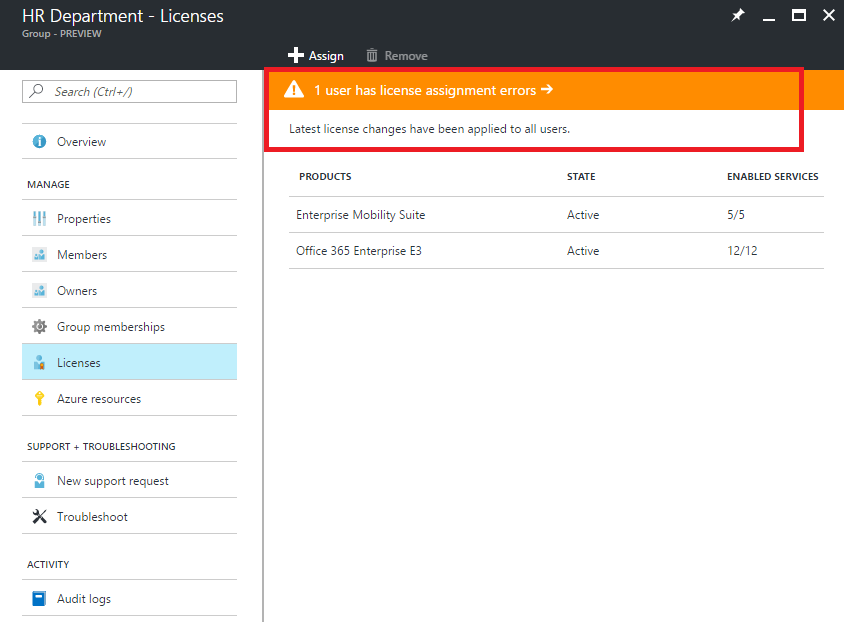 HR Department - Licenses
Group - PREVIEW
Assign
Remove
Search (Ctrl+/)
Overview
MANAGE
Properties
Members
Owners
Group memberships
Licenses
Azure resources
SUPPORT + TROUBLESHOOTING
New support request
Troubleshoot
ACTIVITY
Audit logs
1 user has license assignment errors →
Latest license changes have been applied to all users.
PRODUCTS STATE ENABLED SERVICES
Enterprise Mobility Suite Active 5/5
Office 365 Enterprise E3 Active 12/12